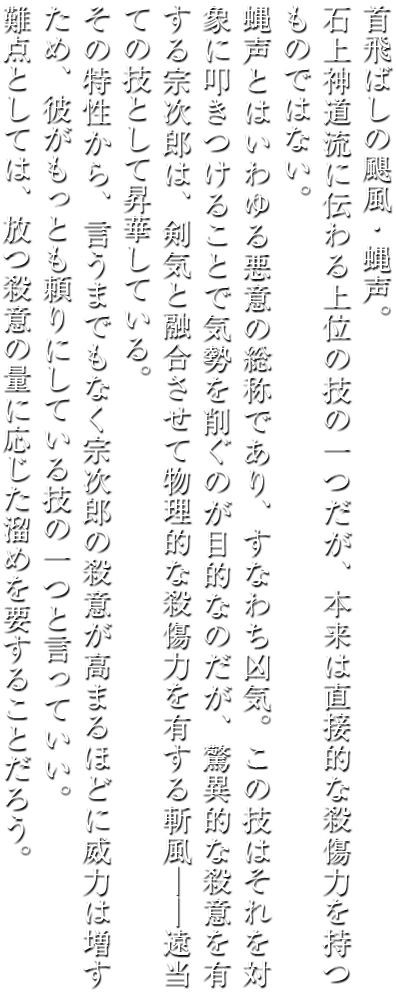 首飛ばしの颶風・蝿声。
石上神道流に伝わる上位の技の一つだが、本来は直接的な殺傷力を持つ
ものではない。
蝿声とはいわゆる悪意の総称であり、すなわち凶気。この技はそれを対
象に叩きつけることで気勢を削ぐのが目的なのだが、驚異的な殺意を有
する宗次郎は、剣気と融合させて物理的な殺傷力を有する斬風――遠当
ての技として昇華している。
その特性から、言うまでもなく宗次郎の殺意が高まるほどに威力は増す
ため、彼がもっとも頼りにしている技の一つと言っていい。
難点としては、放つ殺意の量に応じた溜めを要することだろう。